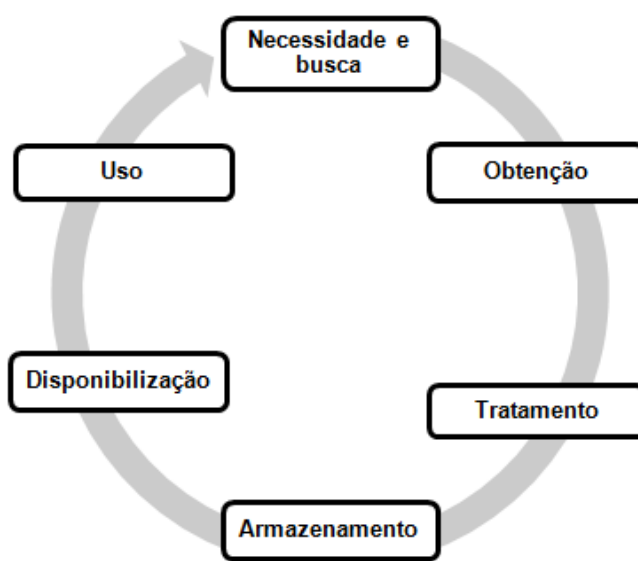 Necessidade e
busca
Obtenção
Tratamento
Armazenamento
Disponibilização
Uso